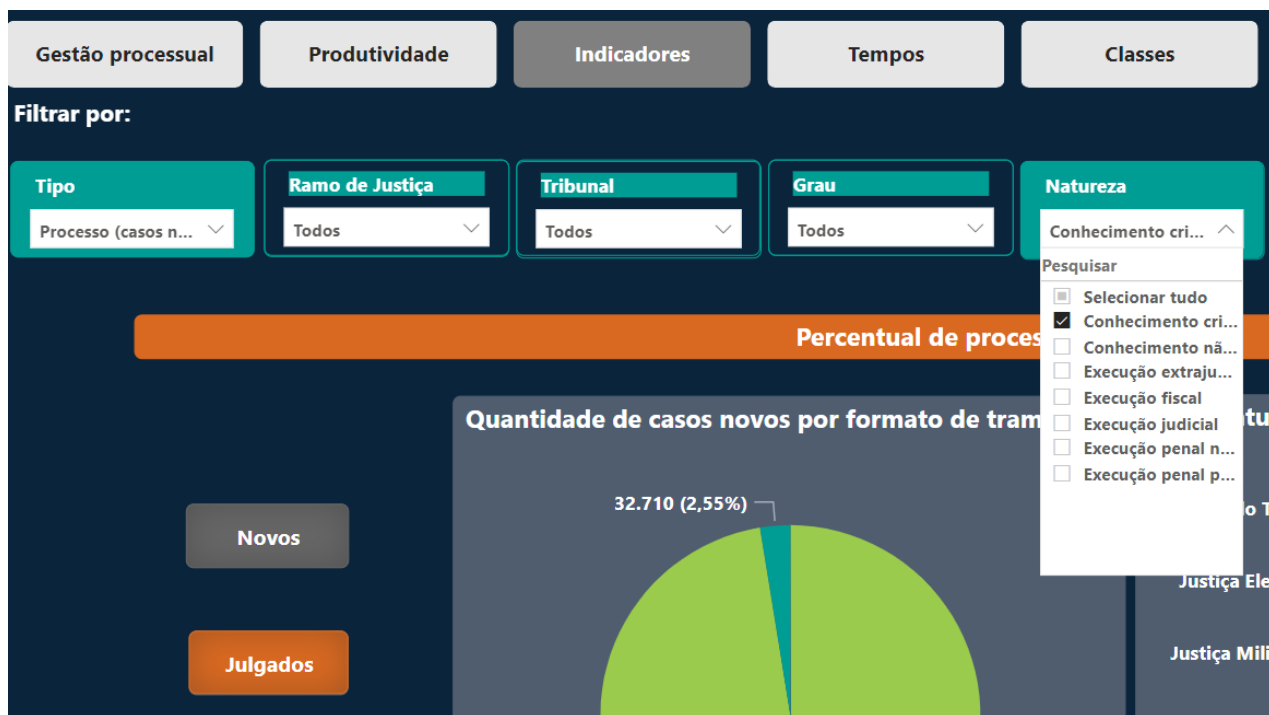 Gestão processual
Produtividade
Indicadores
Tempos
Classes
Filtrar por:
Tipo
Processo (casos n...
Ramo de Justiça
Todos
Tribunal
Todos
Grau
Todos
Natureza
Conhecimento cri...
Pesquisar
Selecionar tudo
Conhecimento cri...
Conhecimento nã...
Execução extraju...
Execução fiscal
Execução judicial
Execução penal n...
Execução penal p...
Percentual de proces
Quantidade de casos novos por formato de tram
tu
32.710 (2,55%)
Novos
Julgados
o T
Justiça Ele
Justiça Mili